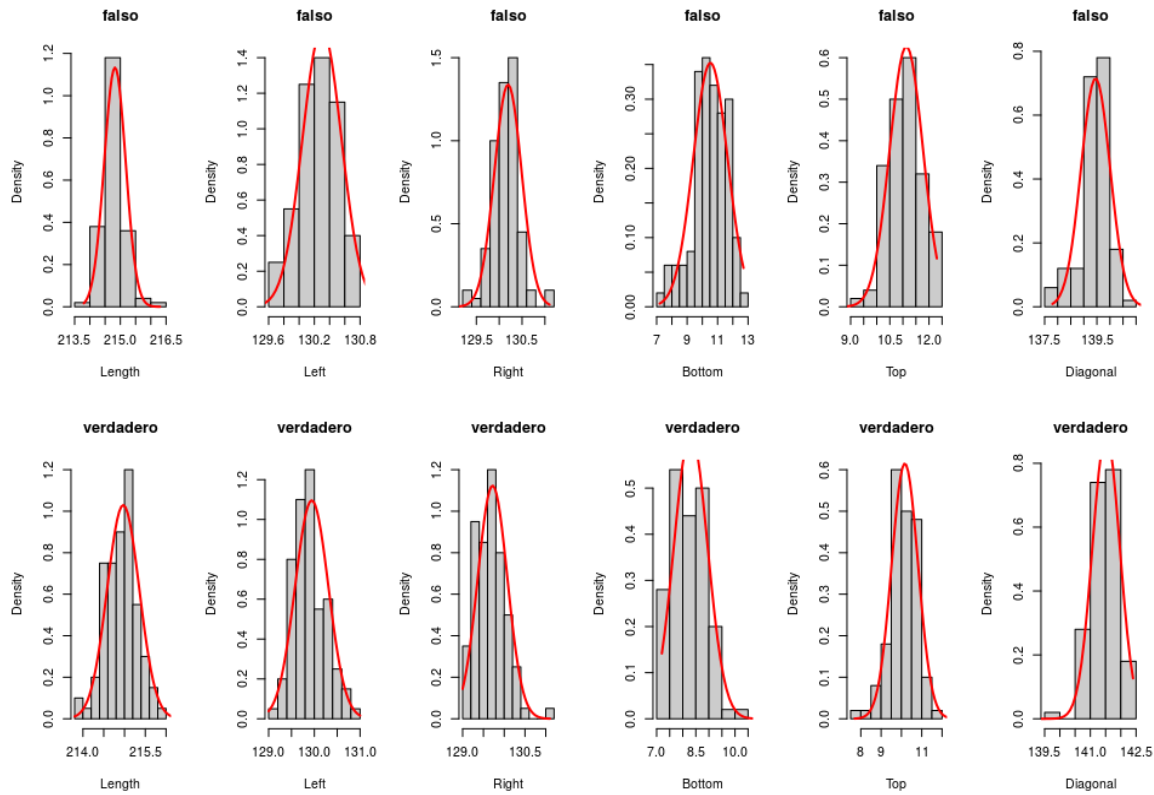 falso
falso
falso
falso
falso
falso
Density
0.0 0.2 0.4 0.6 0.8 1.0 1.2
213.5 215.0 216.5
Length
Density
0.0 0.2 0.4 0.6 0.8 1.0 1.2 1.4
129.6 130.2 130.8
Left
Density
0.0 0.5 1.0 1.5
129.5 130.5
Right
Density
0.00 0.10 0.20 0.30
7 9 11 13
Bottom
Density
0.0 0.1 0.2 0.3 0.4 0.5 0.6
9.0 10.5 12.0
Top
Density
0.0 0.2 0.4 0.6 0.8
137.5 139.5
Diagonal
verdadero
verdadero
verdadero
verdadero
verdadero
verdadero
Density
0.0 0.2 0.4 0.6 0.8 1.0 1.2
214.0 215.5
Length
Density
0.0 0.2 0.4 0.6 0.8 1.0 1.2
129.0 130.0 131.0
Left
Density
0.0 0.2 0.4 0.6 0.8 1.0 1.2
129.0 130.5
Right
Density
0.0 0.1 0.2 0.3 0.4 0.5
7.0 8.5 10.0
Bottom
Density
0.0 0.1 0.2 0.3 0.4 0.5 0.6
8 9 11
Top
Density
0.0 0.2 0.4 0.6 0.8
139.5 141.0 142.5
Diagonal